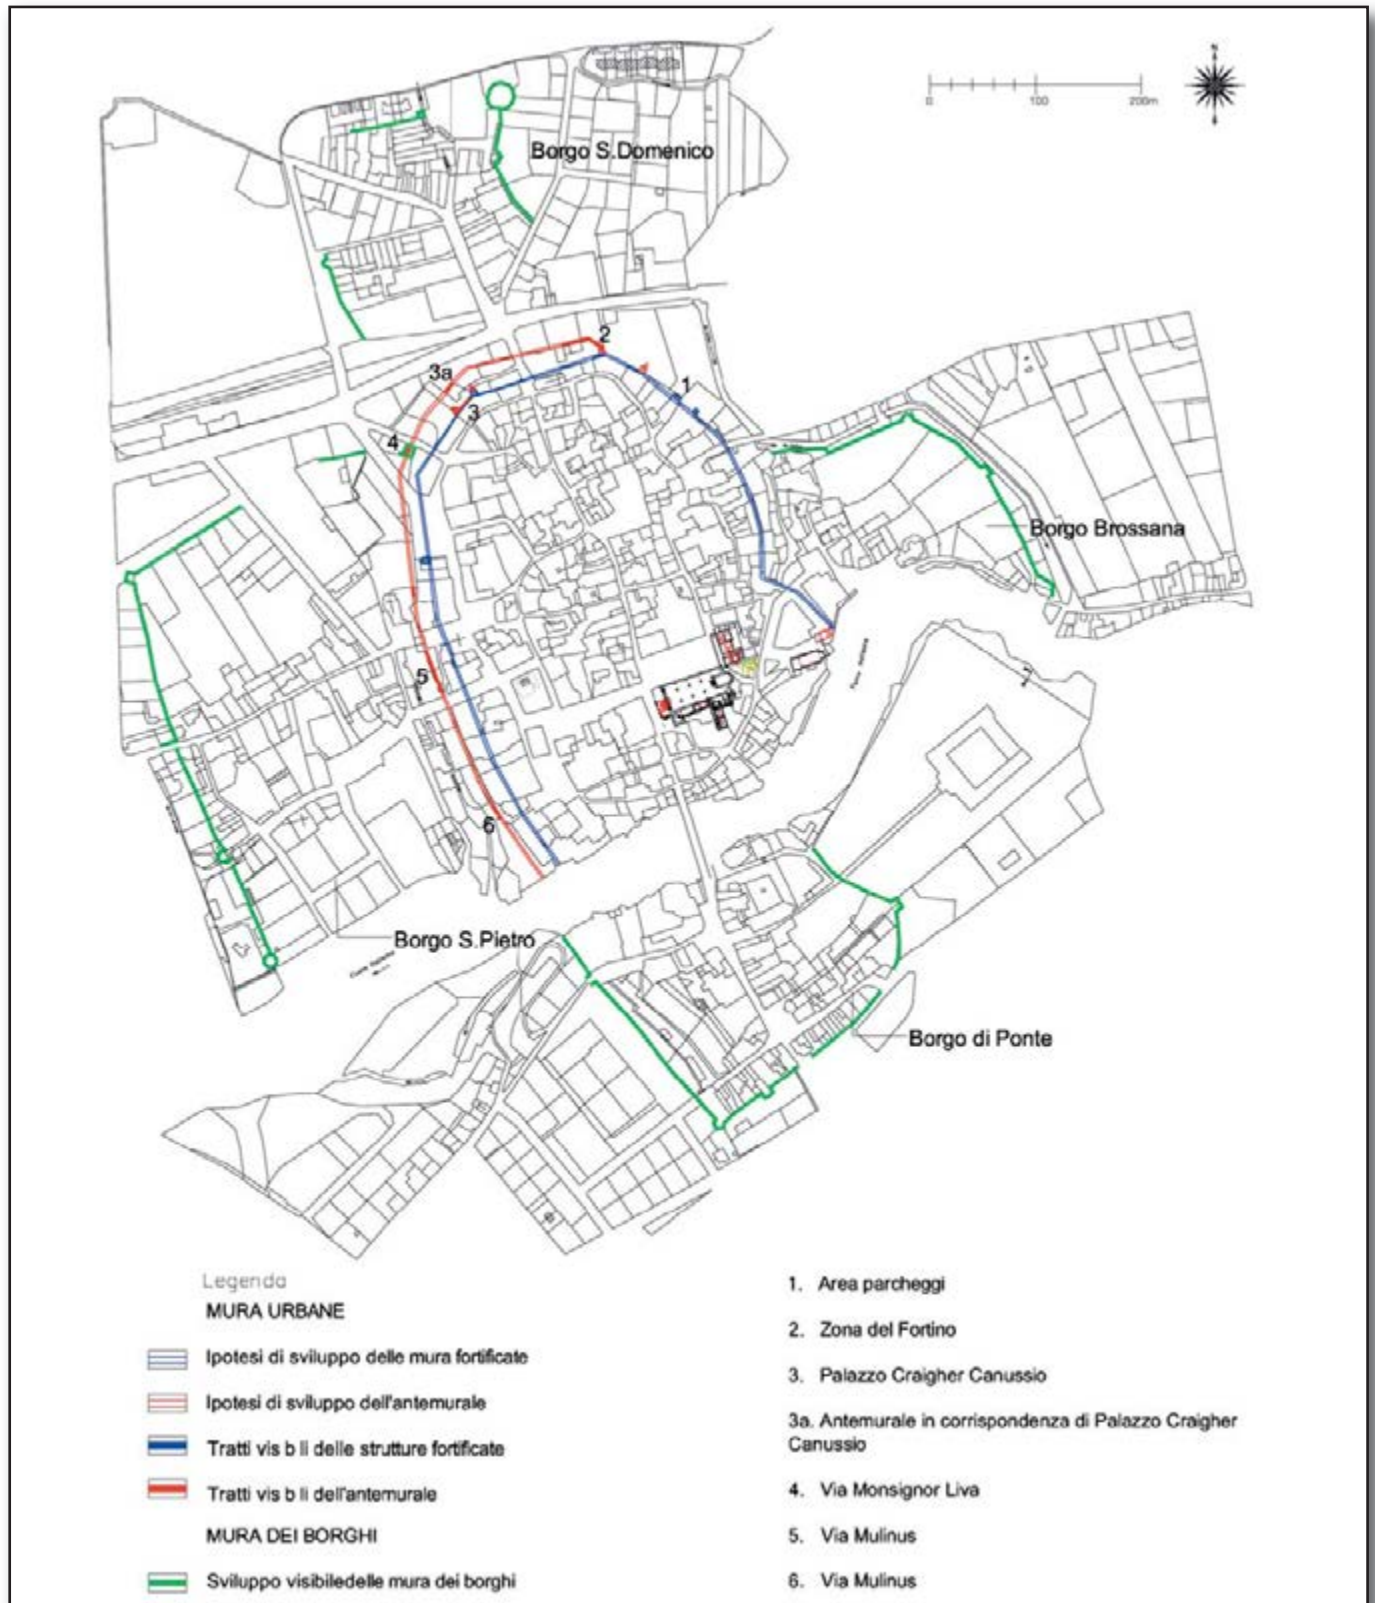 N
0 100 200m
Borgo S.Domenico
2
3a
1
3
4
Borgo Brossana
5
6
Borgo S.Pietro
Borgo di Ponte
Legenda
MURA URBANE
Ipotesi di sviluppo delle mura fortificate
Ipotesi di sviluppo dell'antemurale
Tratti vis b li delle strutture fortificate
Tratti vis b li dell'antemurale
MURA DEI BORGHI
Sviluppo visibiledelle mura dei borghi
1. Area parcheggi
2. Zona del Fortino
3. Palazzo Craigher Canussio
3a. Antemurale in corrispondenza di Palazzo Craigher
Canussio
4. Via Monsignor Liva
5. Via Mulinus
6. Via Mulinus